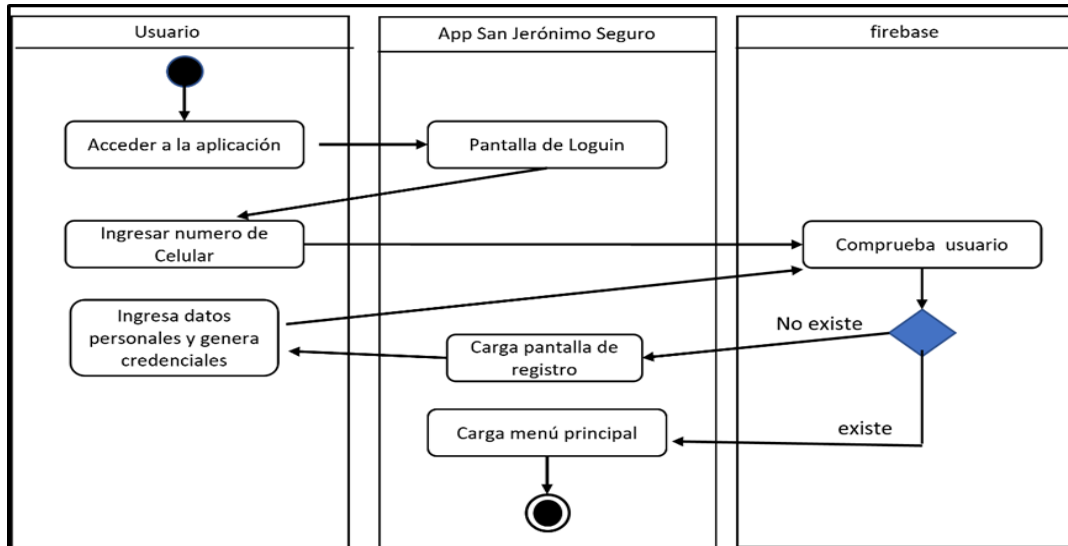 Usuario
App San Jerónimo Seguro
firebase
Acceder a la aplicación
Pantalla de Loguin
Ingresar numero de
Celular
Comprueba usuario
Ingresa datos
personales y genera
credenciales
No existe
Carga pantalla de
registro
Carga menú principal
existe